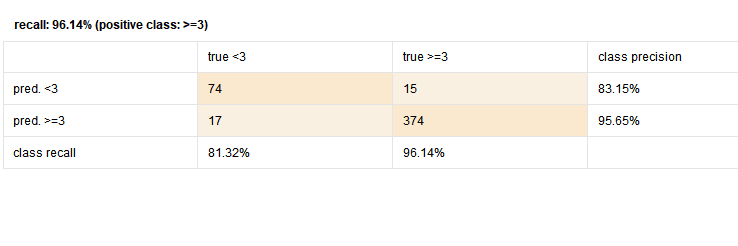 recall: 96.14% (positive class: >=3)
true <3 true >=3 class precision
pred. <3 74 15 83.15%
pred. >=3 17 374 95.65%
class recall 81.32% 96.14%